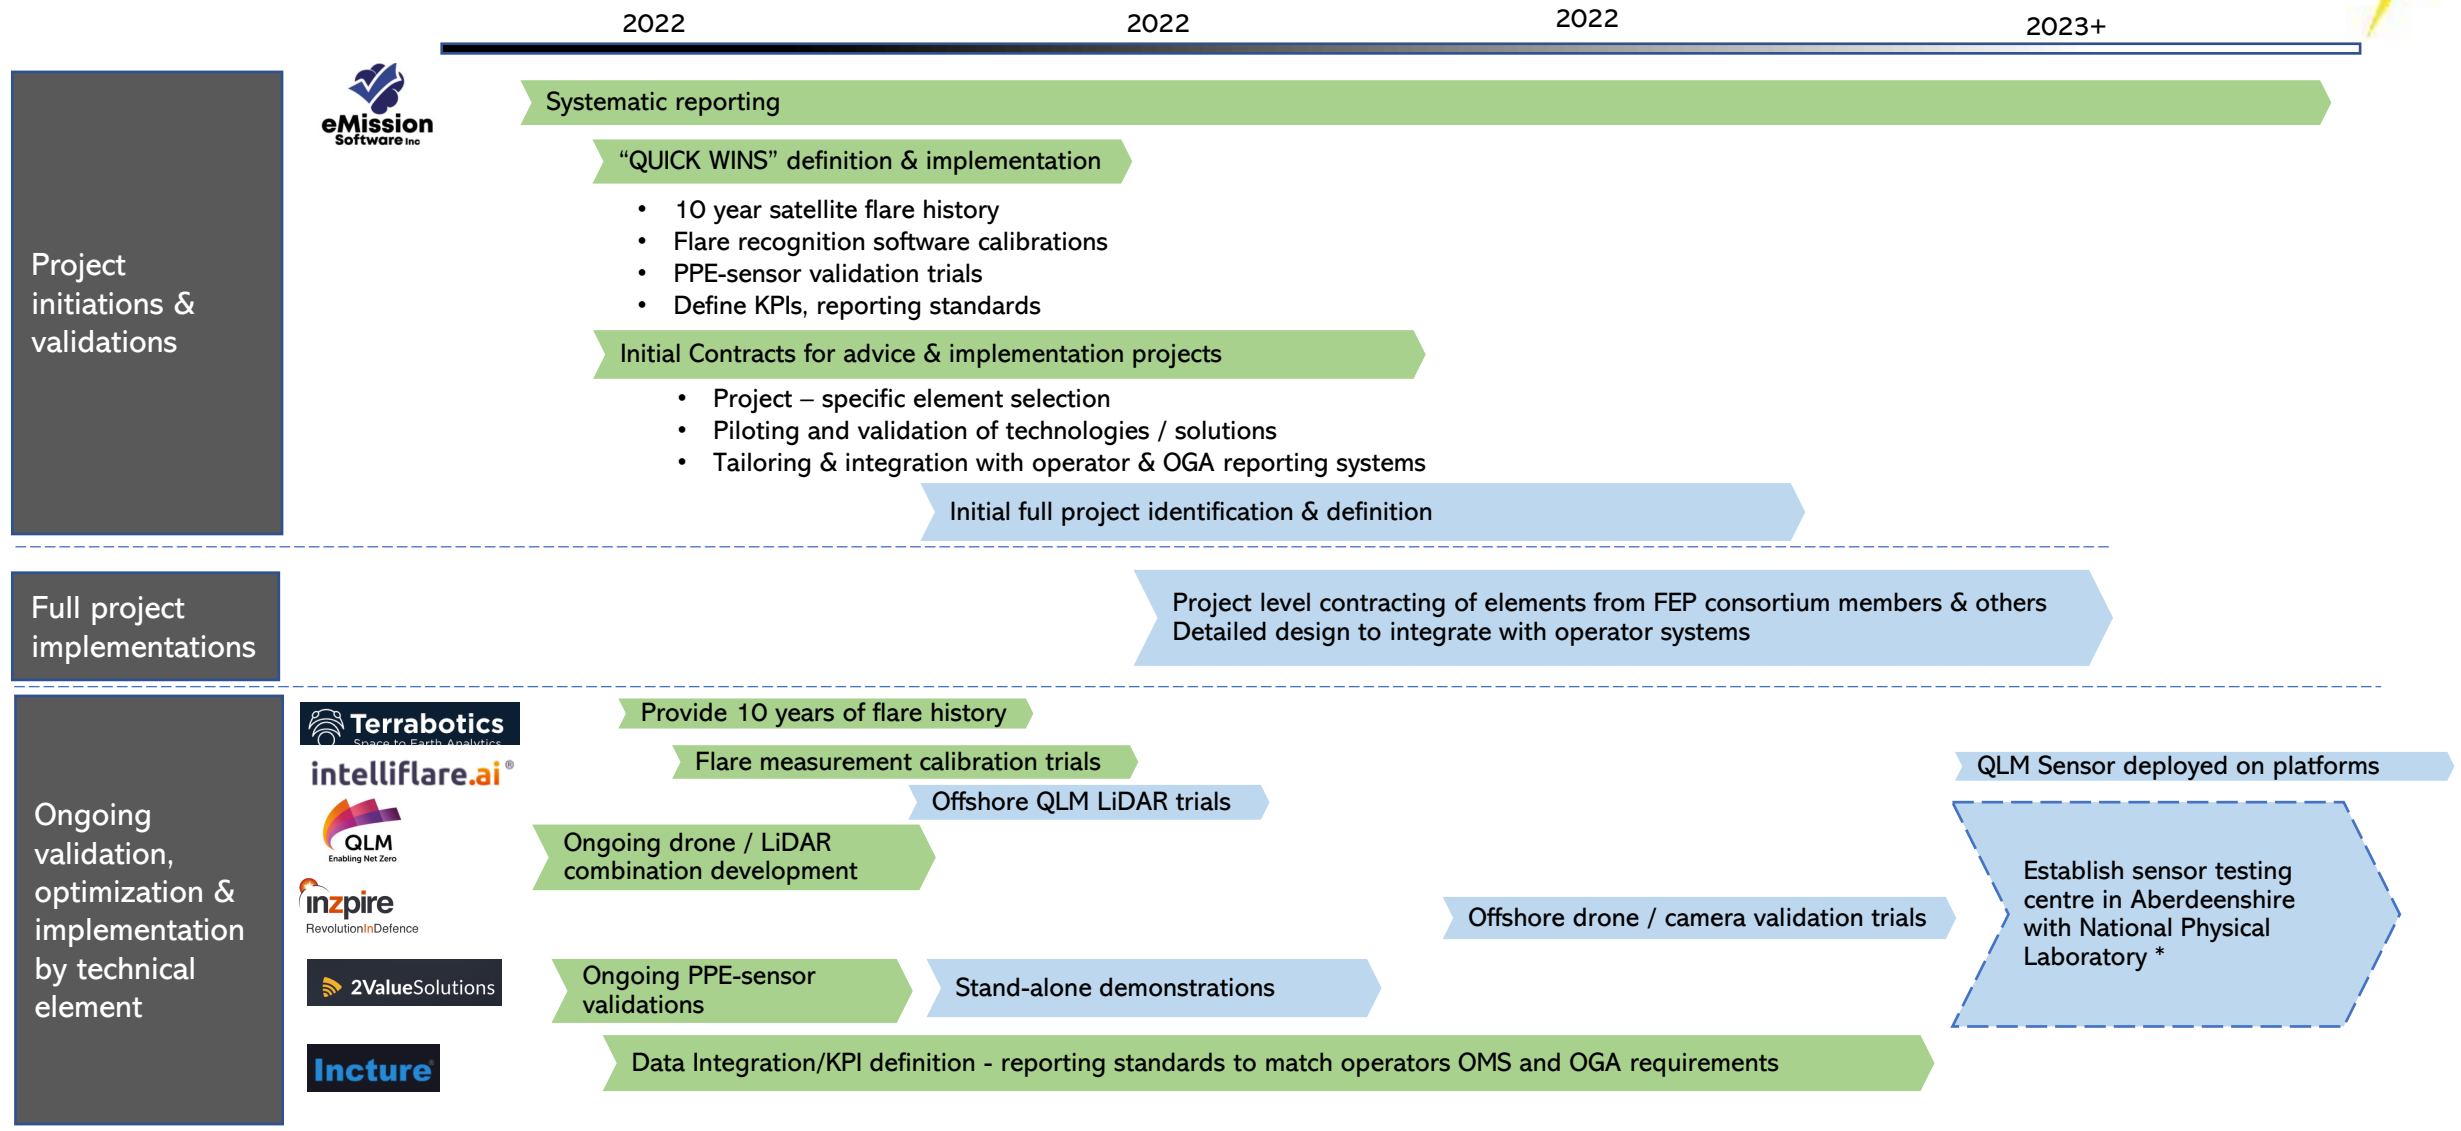 2022
2022
2022
2023+
Project
initiations &
validations
eMission
Software Inc
Systematic reporting
“QUICK WINS” definition & implementation
• 10 year satellite flare history
• Flare recognition software calibrations
• PPE-sensor validation trials
• Define KPIs, reporting standards
Initial Contracts for advice & implementation projects
• Project – specific element selection
• Piloting and validation of technologies / solutions
• Tailoring & integration with operator & OGA reporting systems
Initial full project identification & definition
Full project
implementations
Project level contracting of elements from FEP consortium members & others
Detailed design to integrate with operator systems
Ongoing
validation,
optimization &
implementation
by technical
element
Terrabotics
Space to Earth Analytics
Provide 10 years of flare history
intelliflare.ai®
Flare measurement calibration trials
QLM Sensor deployed on platforms
Offshore QLM LiDAR trials
QLM
Enabling Net Zero
Ongoing drone / LiDAR
combination development
inzpire
RevolutionInDefence
Offshore drone / camera validation trials
Establish sensor testing
centre in Aberdeenshire
with National Physical
Laboratory *
2ValueSolutions
Ongoing PPE-sensor
validations
Stand-alone demonstrations
Incture
Data Integration/KPI definition - reporting standards to match operators OMS and OGA requirements